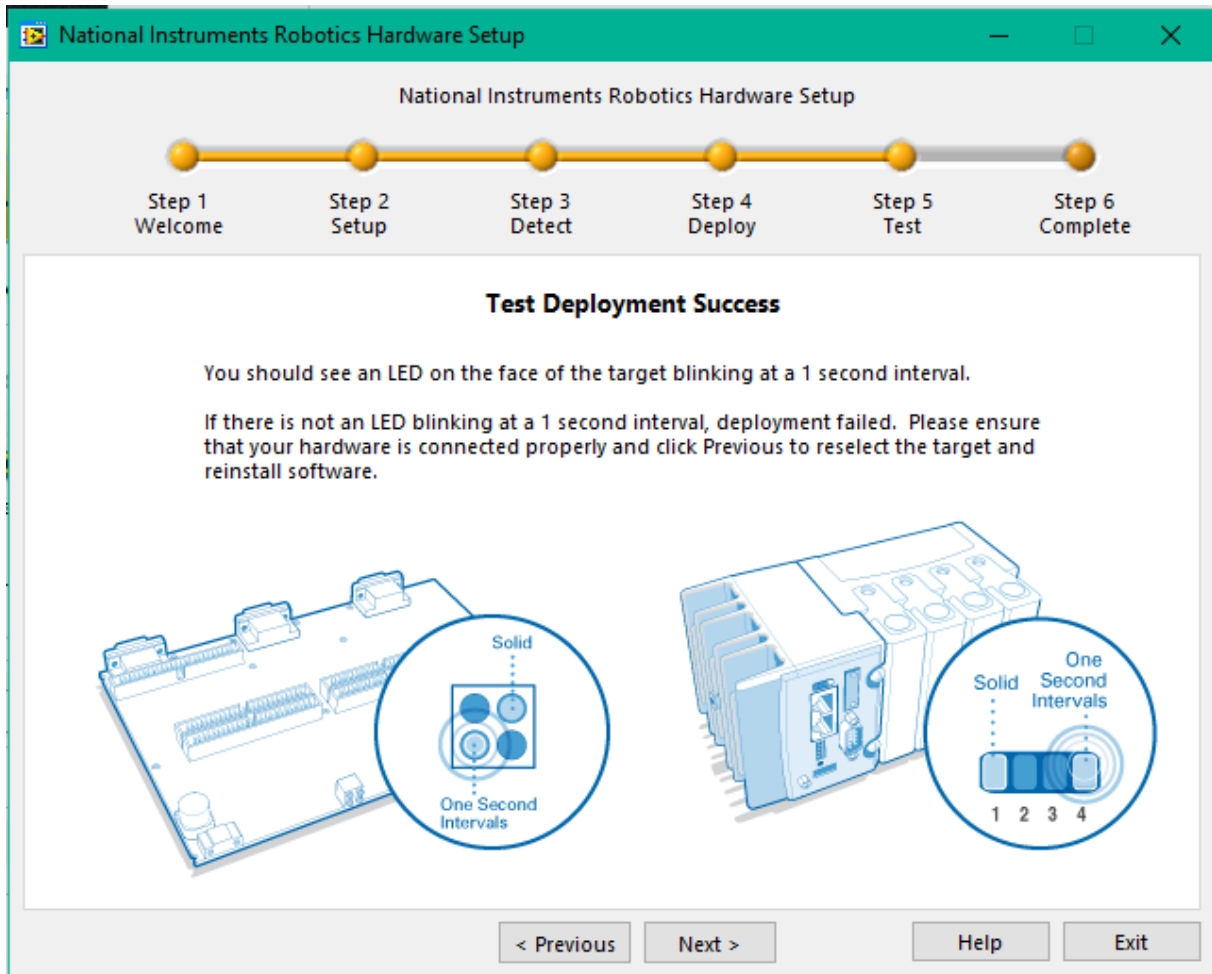 National Instruments Robotics Hardware Setup
National Instruments Robotics Hardware Setup
Step 1 Step 2 Step 3 Step 4 Step 5 Step 6
Welcome Setup Detect Deploy Test Complete
Test Deployment Success
You should see an LED on the face of the target blinking at a 1 second interval.
If there is not an LED blinking at a 1 second interval, deployment failed. Please ensure
that your hardware is connected properly and click Previous to reselect the target and
reinstall software.
Solid
One Second
Intervals
Solid
One
Second
Intervals
1 2 3 4
< Previous Next > Help Exit